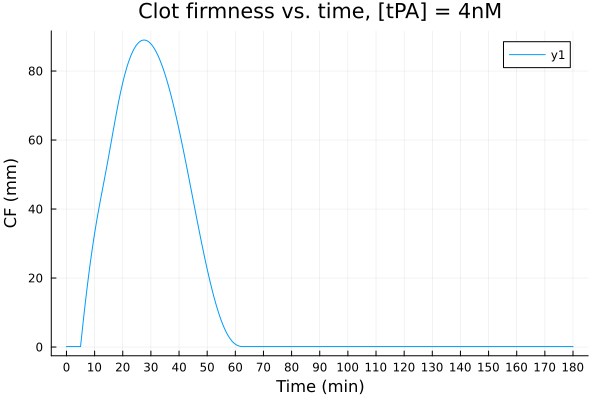 Clot firmness vs. time, [tPA] = 4nM
y1
80
60
40
20
0
CF (mm)
0 10 20 30 40 50 60 70 80 90 100 110 120 130 140 150 160 170 180
Time (min)